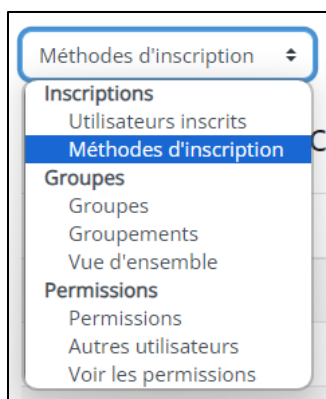 Méthodes d'inscription
Inscriptions
Utilisateurs inscrits
Méthodes d'inscription
Groupes
Groupes
Groupements
Vue d'ensemble
Permissions
Permissions
Autres utilisateurs
Voir les permissions